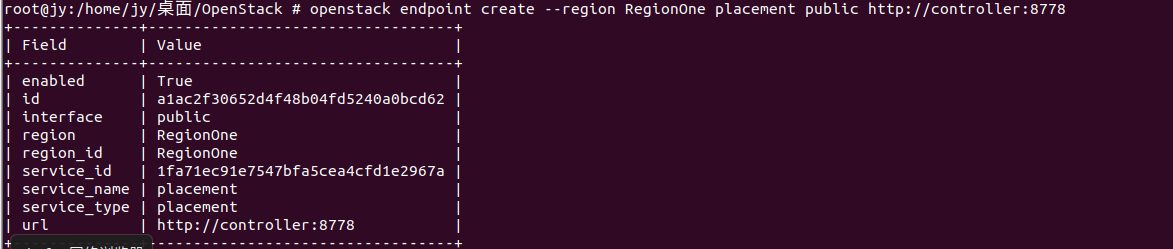 root@jy:/home/jy/桌面/OpenStack # openstack endpoint create --region RegionOne placement public http://controller:8778
+--------------+----------------------------------+
| Field        | Value                            |
+--------------+----------------------------------+
| enabled      | True                             |
| id           | a1ac2f30652d4f48b04fd5240a0bcd62 |
| interface    | public                           |
| region       | RegionOne                        |
| region_id    | RegionOne                        |
| service_id   | 1fa71ec91e7547bfa5cea4cfd1e2967a |
| service_name | placement                        |
| service_type | placement                        |
| url          | http://controller:8778           |
+--------------+----------------------------------+